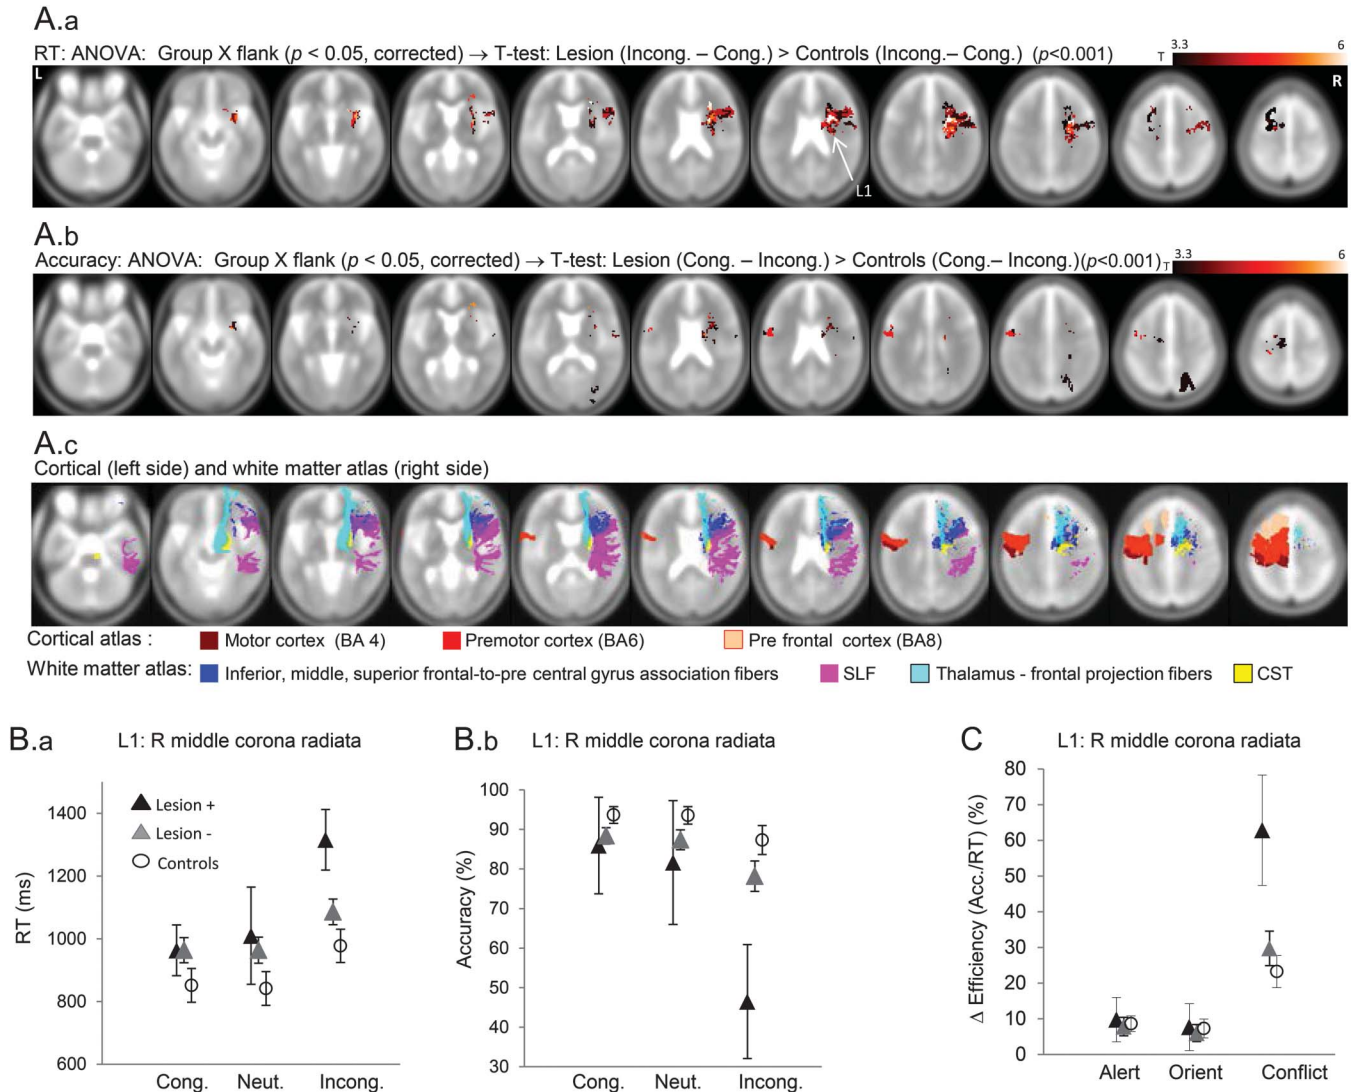 A.a
RT: ANOVA: Group X flank (p < 0.05, corrected) → T-test: Lesion (Incong. – Cong.) > Controls (Incong.– Cong.) (p<0.001)
T 3.3 6
L
R
L1
A.b
Accuracy: ANOVA: Group X flank (p < 0.05, corrected) → T-test: Lesion (Cong. – Incong.) > Controls (Cong.– Incong.)(p<0.001)
T 3.3 6
A.c
Cortical (left side) and white matter atlas (right side)
Cortical atlas : Motor cortex (BA 4) Premotor cortex (BA6) Pre frontal cortex (BA8)
White matter atlas: Inferior, middle, superior frontal-to-pre central gyrus association fibers SLF Thalamus - frontal projection fibers CST
B.a L1: R middle corona radiata
RT (ms)
1400
1200
1000
800
600
Lesion +
Lesion -
Controls
Cong. Neut. Incong.
B.b L1: R middle corona radiata
Accuracy (%)
100
90
80
70
60
50
40
30
Cong. Neut. Incong.
C L1: R middle corona radiata
Δ Efficiency (Acc./RT) (%)
80
70
60
50
40
30
20
10
0
Alert Orient Conflict